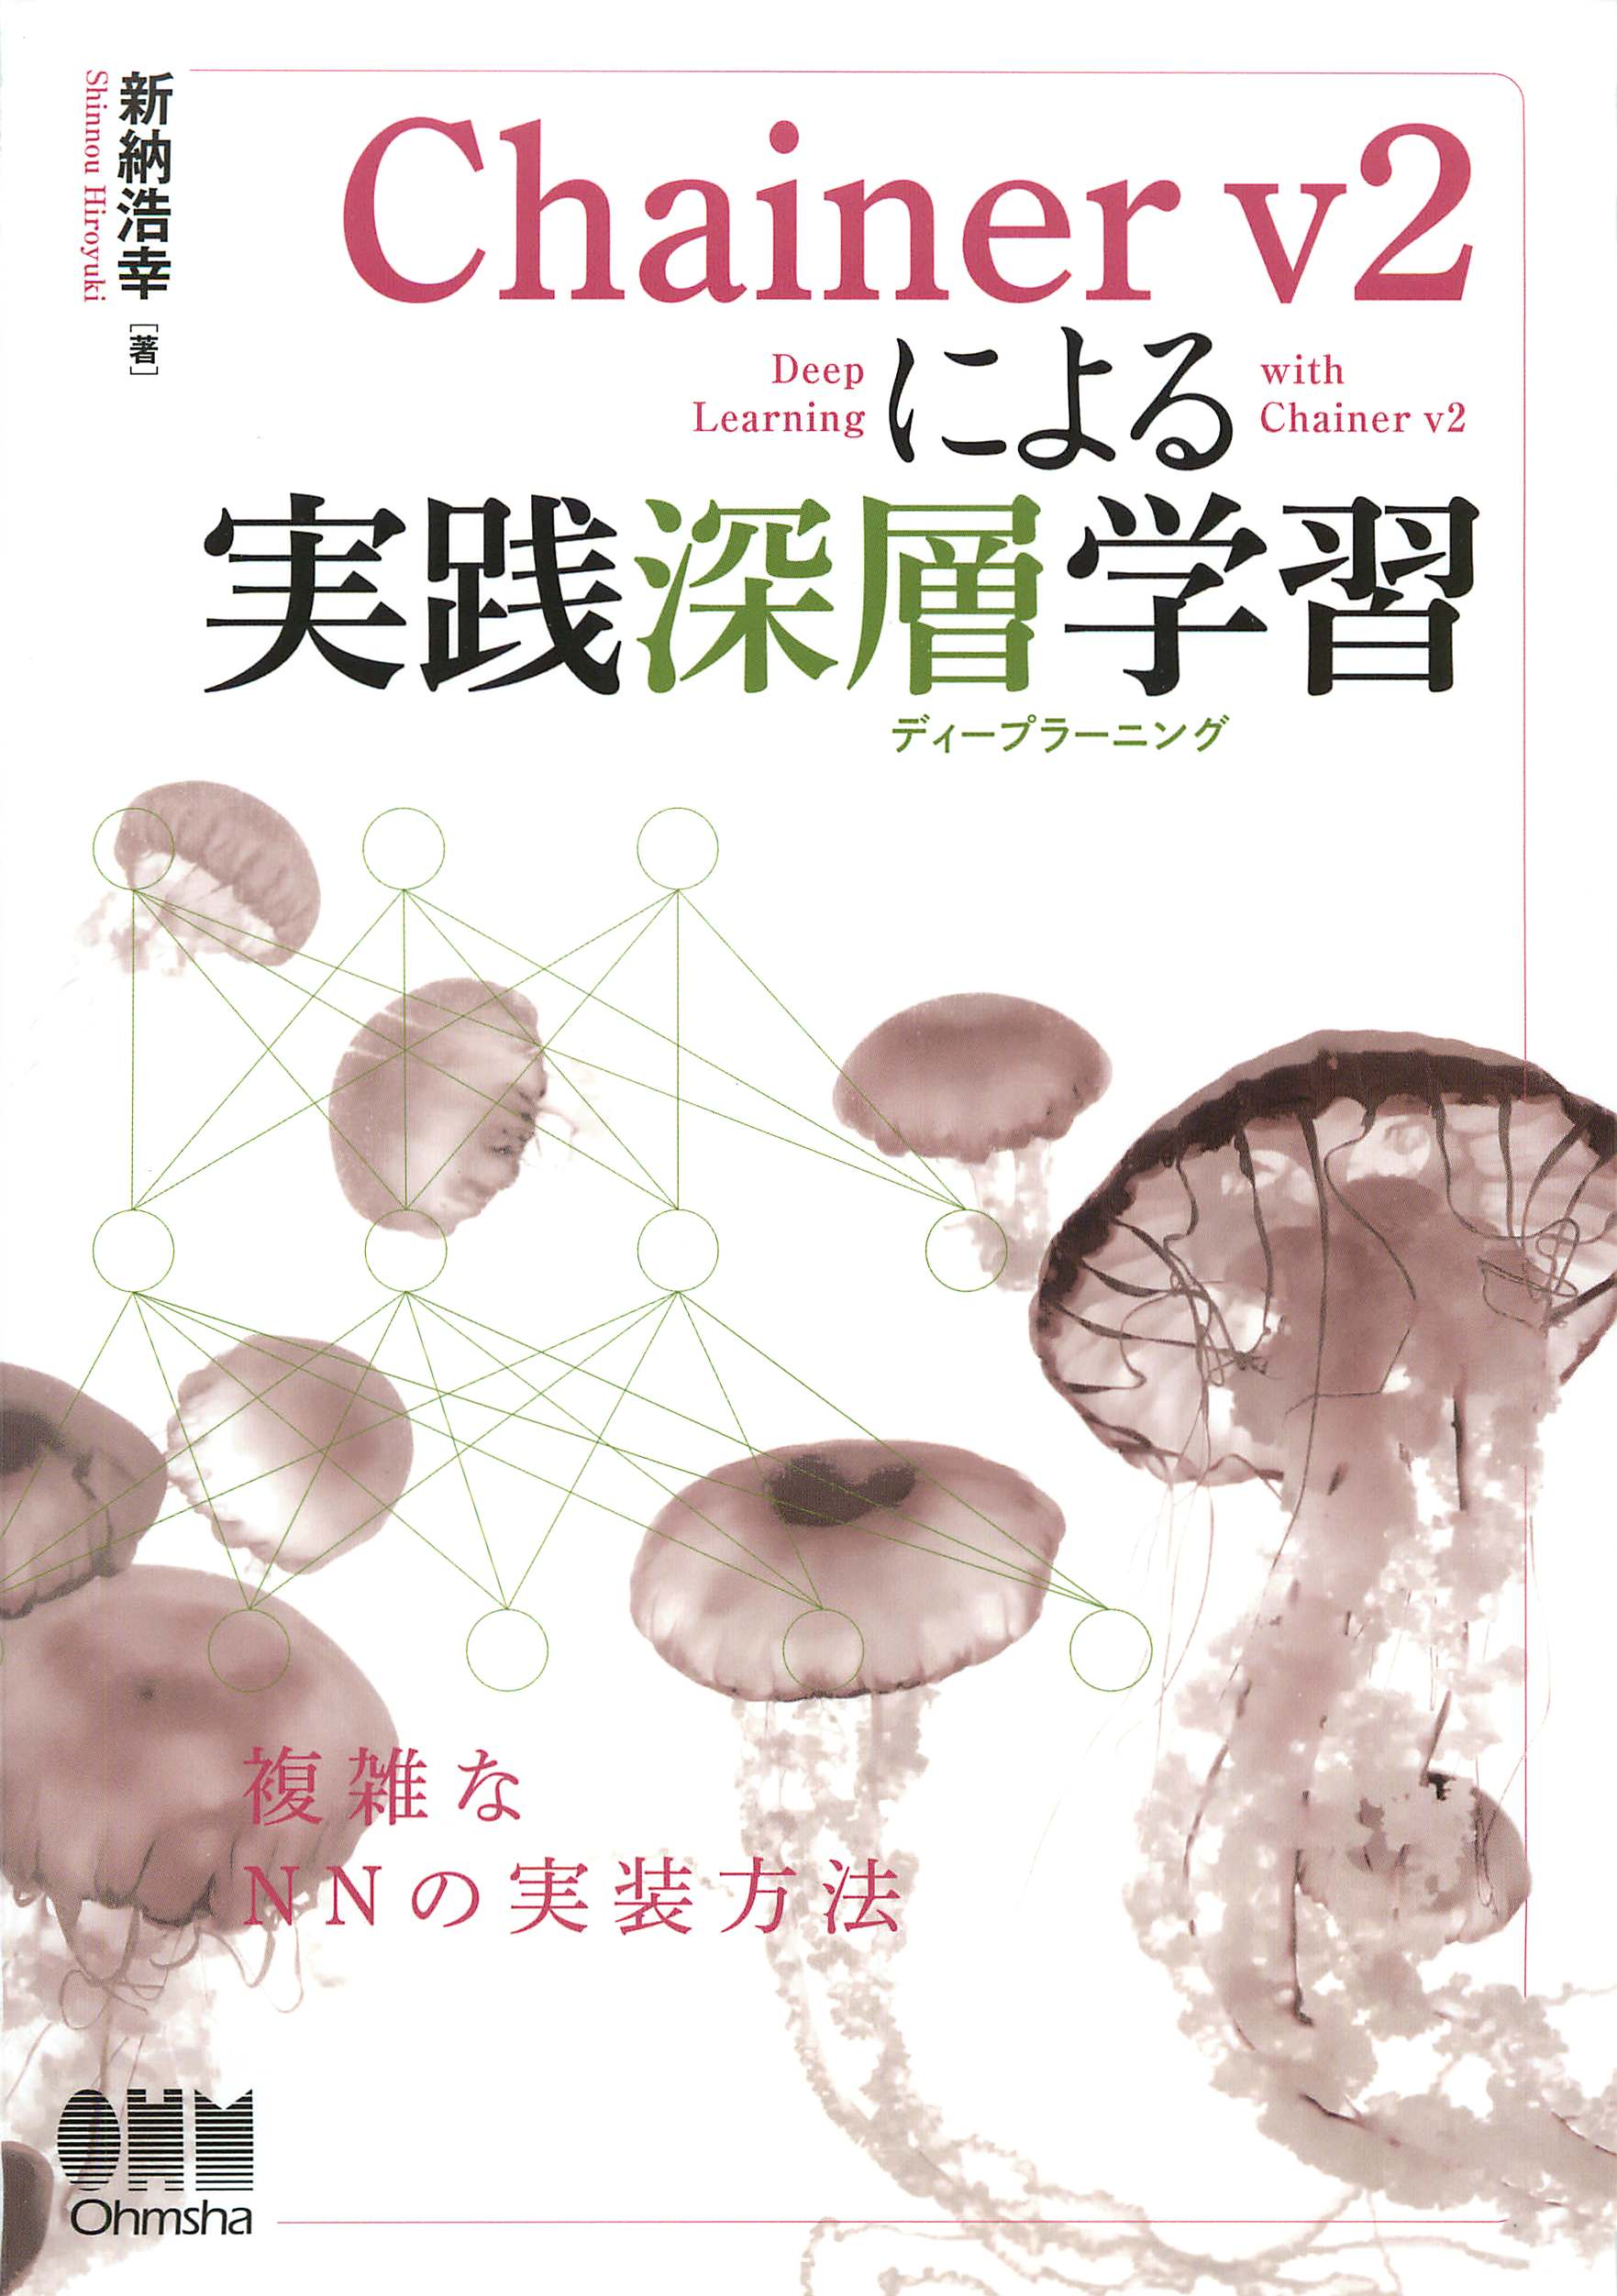 新納浩幸[著]
Shinnou Hiroyuki
Chainer v2
Deep Learning
による
with Chainer v2
実践深層学習
ディープラーニング
複雑な
NNの実装方法
OHM
Ohmsha